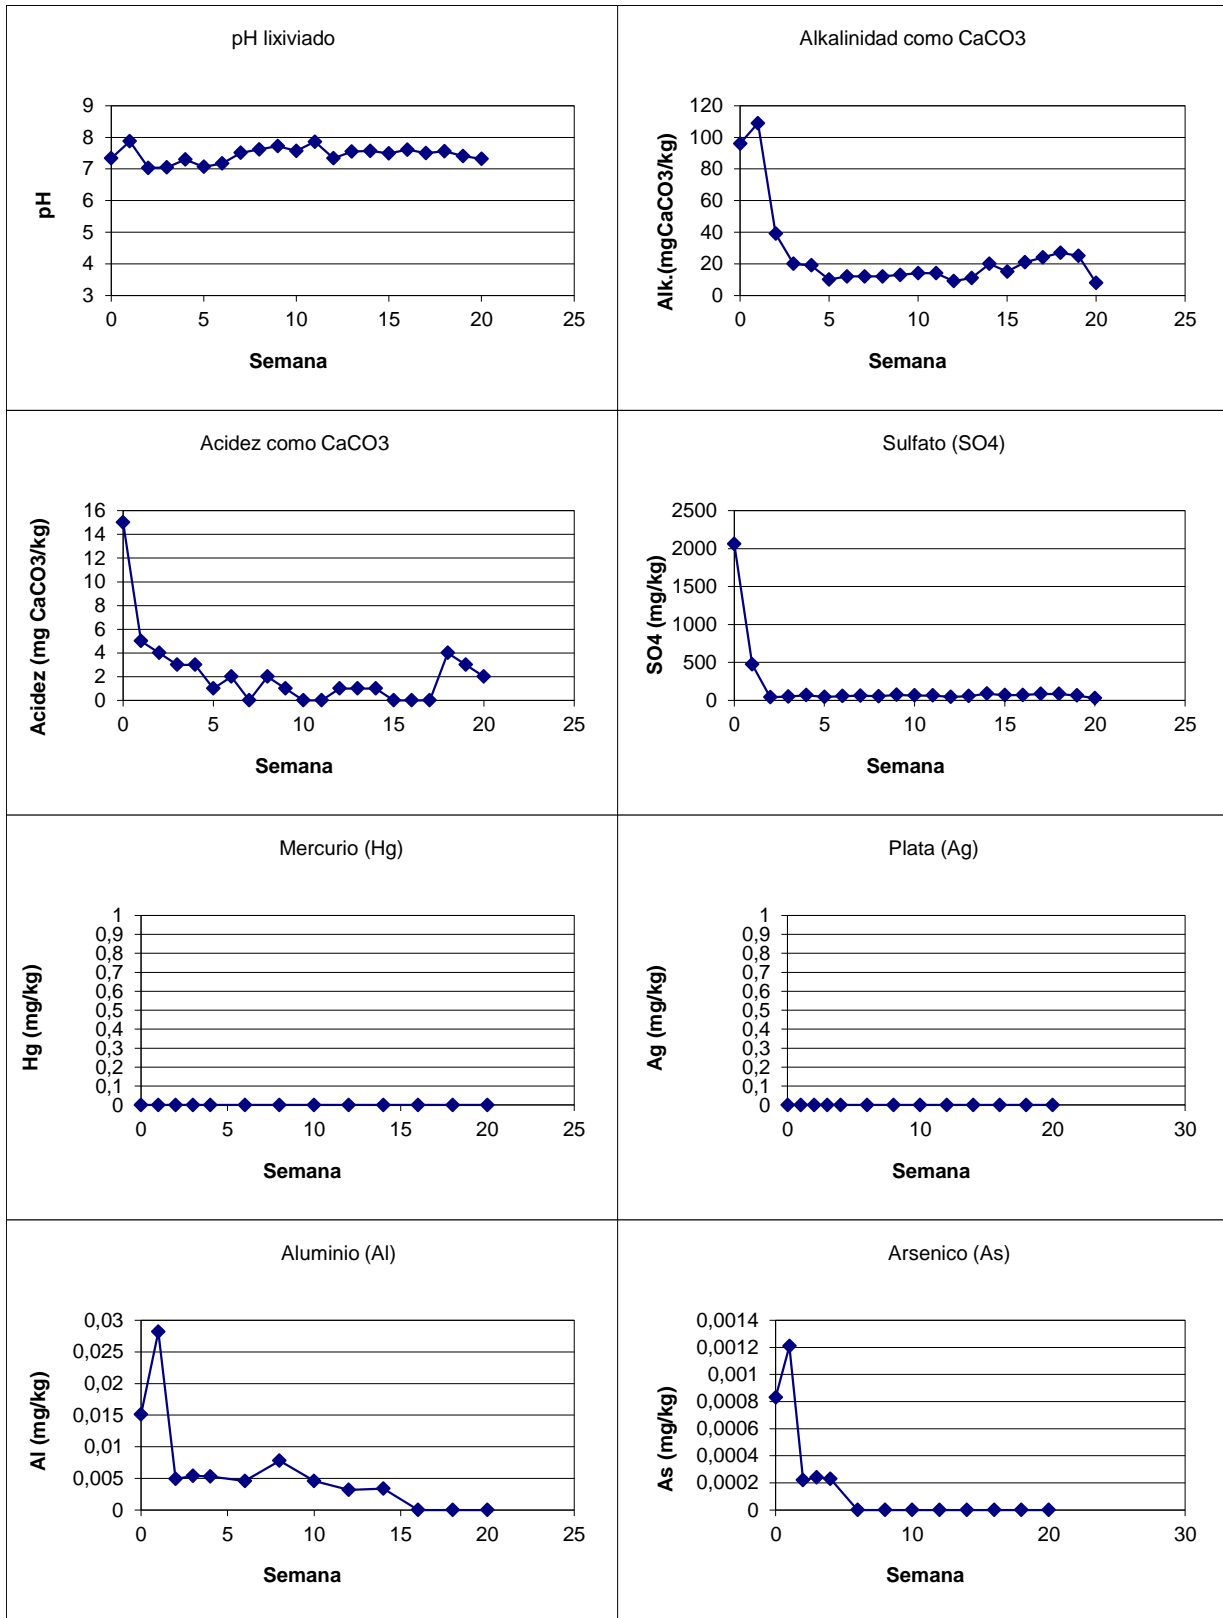 pH lixiviado
9
8
7
6
5
4
3
pH
0 5 10 15 20 25
Semana
Alkalinidad como CaCO3
120
100
80
60
40
20
0
Alk.(mgCaCO3/kg)
0 5 10 15 20 25
Semana
Acidez como CaCO3
16
14
12
10
8
6
4
2
0
Acidez (mg CaCO3/kg)
0 5 10 15 20 25
Semana
Sulfato (SO4)
2500
2000
1500
1000
500
0
SO4 (mg/kg)
0 5 10 15 20 25
Semana
Mercurio (Hg)
1
0,9
0,8
0,7
0,6
0,5
0,4
0,3
0,2
0,1
0
Hg (mg/kg)
0 5 10 15 20 25
Semana
Plata (Ag)
1
0,9
0,8
0,7
0,6
0,5
0,4
0,3
0,2
0,1
0
Ag (mg/kg)
0 10 20 30
Semana
Aluminio (Al)
0,03
0,025
0,02
0,015
0,01
0,005
0
Al (mg/kg)
0 5 10 15 20 25
Semana
Arsenico (As)
0,0014
0,0012
0,001
0,0008
0,0006
0,0004
0,0002
0
As (mg/kg)
0 10 20 30
Semana